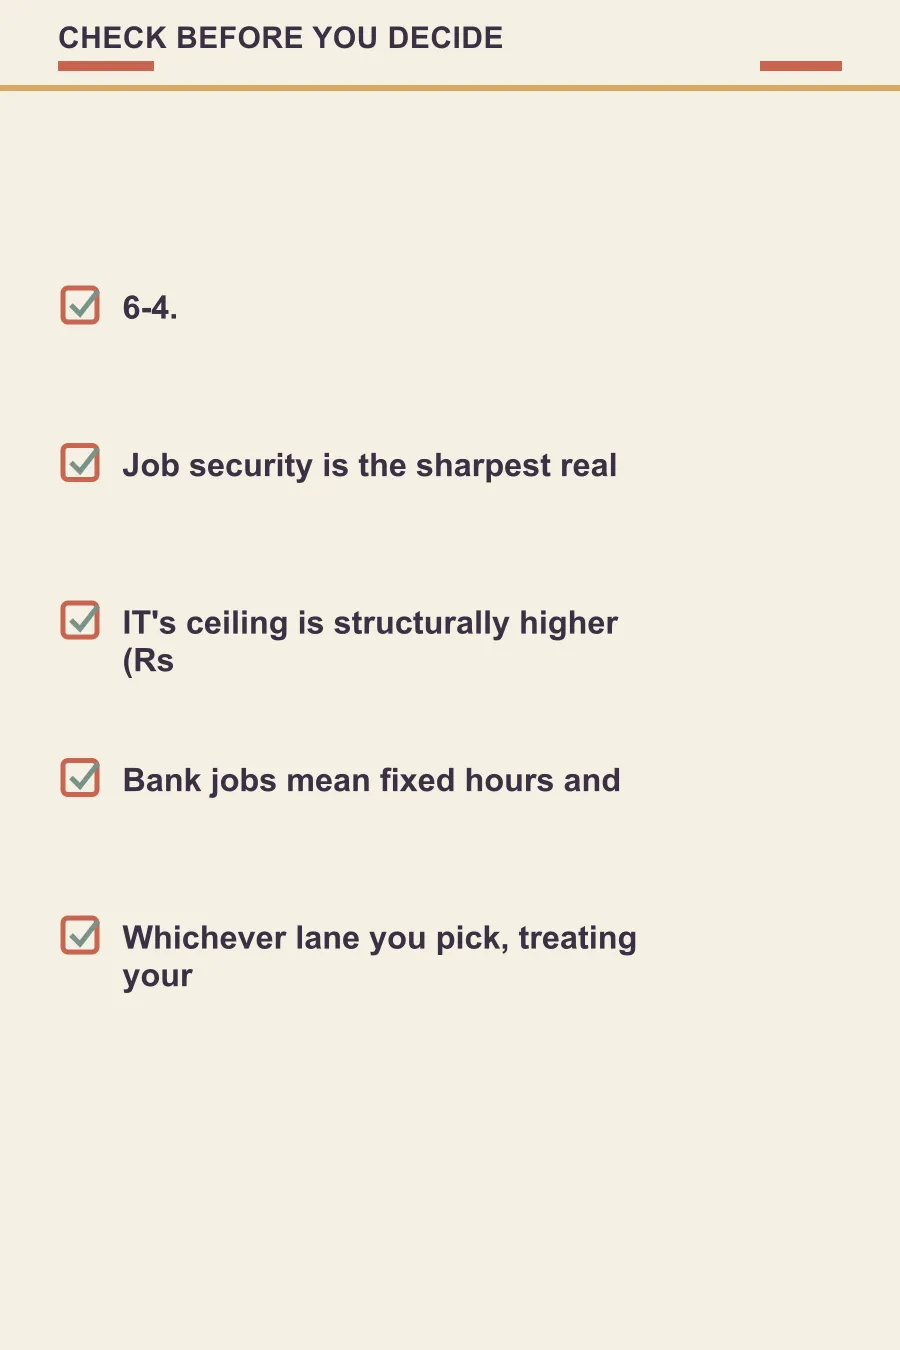 CHECK BEFORE YOU DECIDE
6-4.
Job security is the sharpest real
IT's ceiling is structurally higher
(Rs
Bank jobs mean fixed hours and
Whichever lane you pick, treating
your